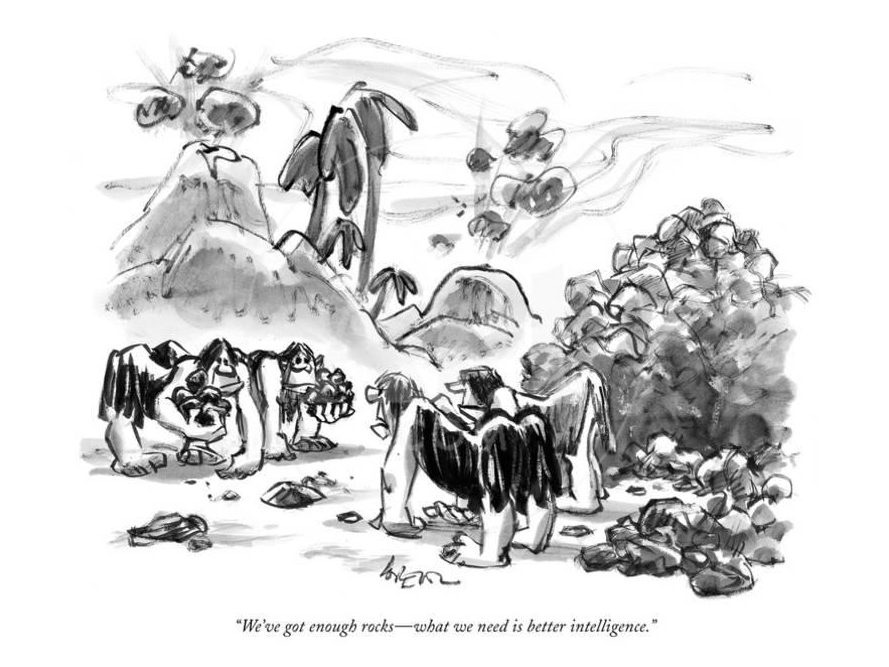 “We’ve got enough rocks—what we need is better intelligence.”